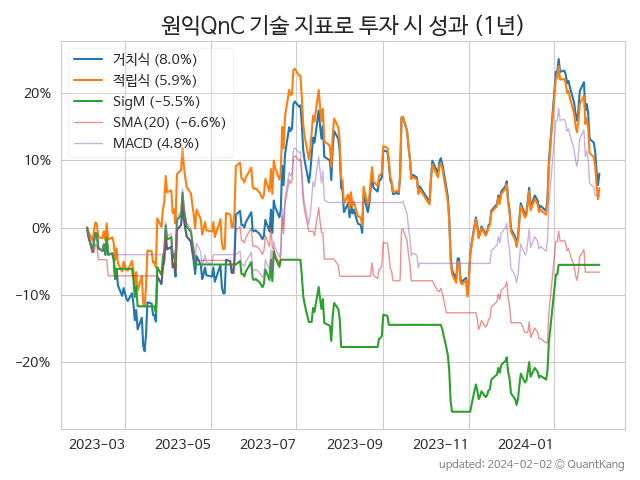 원익QnC 기술 지표로 투자 시 성과 (1년)
거치식 (8.0%)
적립식 (5.9%)
SigM (−5.5%)
SMA(20) (−6.6%)
MACD (4.8%)
20%
10%
0%
−10%
−20%
2023−03 2023−05 2023−07 2023−09 2023−11 2024−01
updated: 2024−02−02 © QuantKang